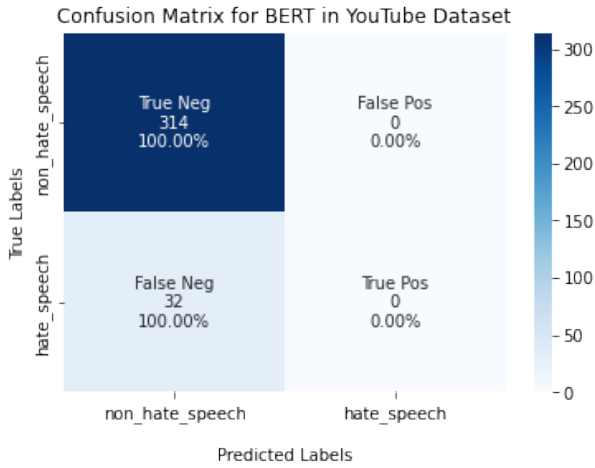 Confusion Matrix for BERT in YouTube Dataset
True Labels
non_hate_speech
hate_speech
True Neg
314
100.00%
False Pos
0
0.00%
False Neg
32
100.00%
True Pos
0
0.00%
non_hate_speech
hate_speech
Predicted Labels
300
250
200
150
100
50
0